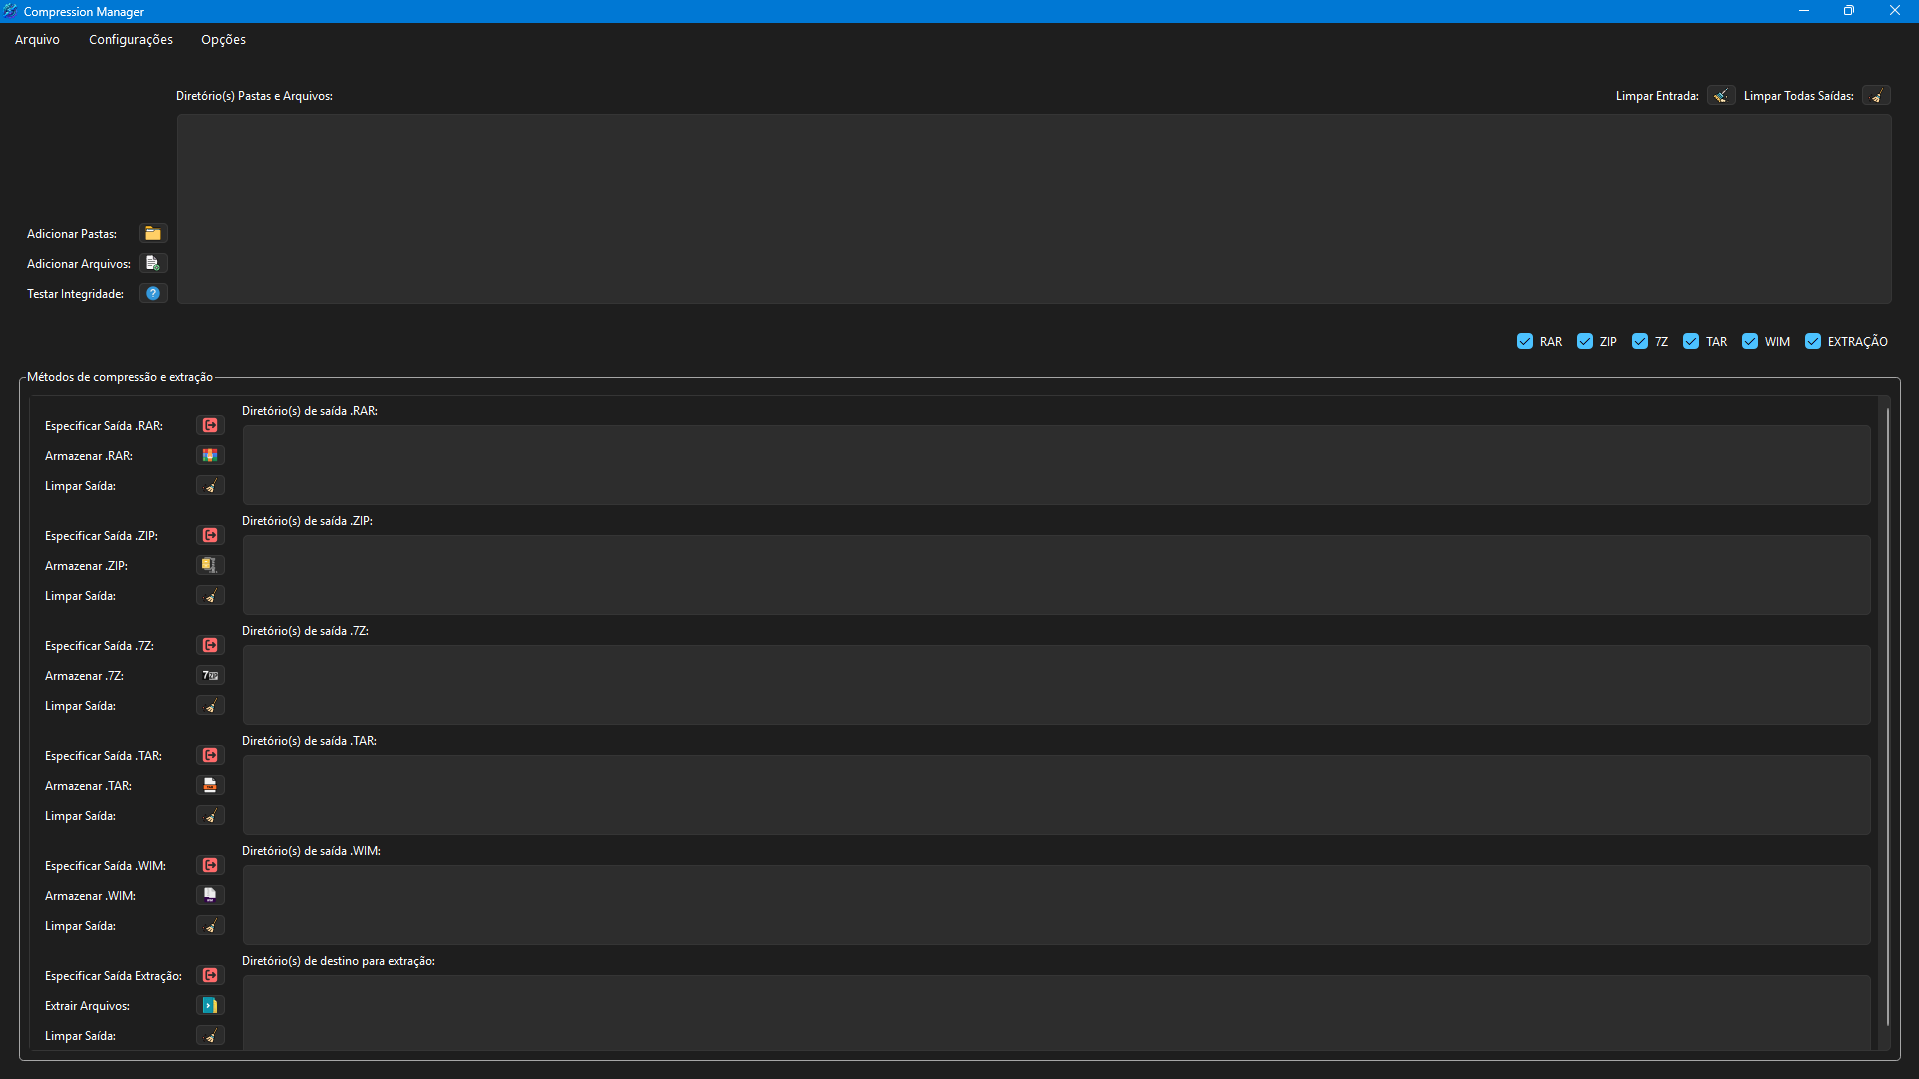 Compression Manager
Arquivo Configurações Opções
Diretório(s) Pastas e Arquivos:
Limpar Entrada: Limpar Todas Saídas:
Adicionar Pastas:
Adicionar Arquivos:
Testar Integridade:
RAR ZIP 7Z TAR WIM EXTRAÇÃO
Métodos de compressão e extração
Diretório(s) de saída .RAR:
Especificar Saída .RAR:
Armazenar .RAR:
Limpar Saída:
Diretório(s) de saída .ZIP:
Especificar Saída .ZIP:
Armazenar .ZIP:
Limpar Saída:
Diretório(s) de saída .7Z:
Especificar Saída .7Z:
Armazenar .7Z:
Limpar Saída:
Diretório(s) de saída .TAR:
Especificar Saída .TAR:
Armazenar .TAR:
Limpar Saída:
Diretório(s) de saída .WIM:
Especificar Saída .WIM:
Armazenar .WIM:
Limpar Saída:
Diretório(s) de destino para extração:
Especificar Saída Extração:
Extrair Arquivos:
Limpar Saída: